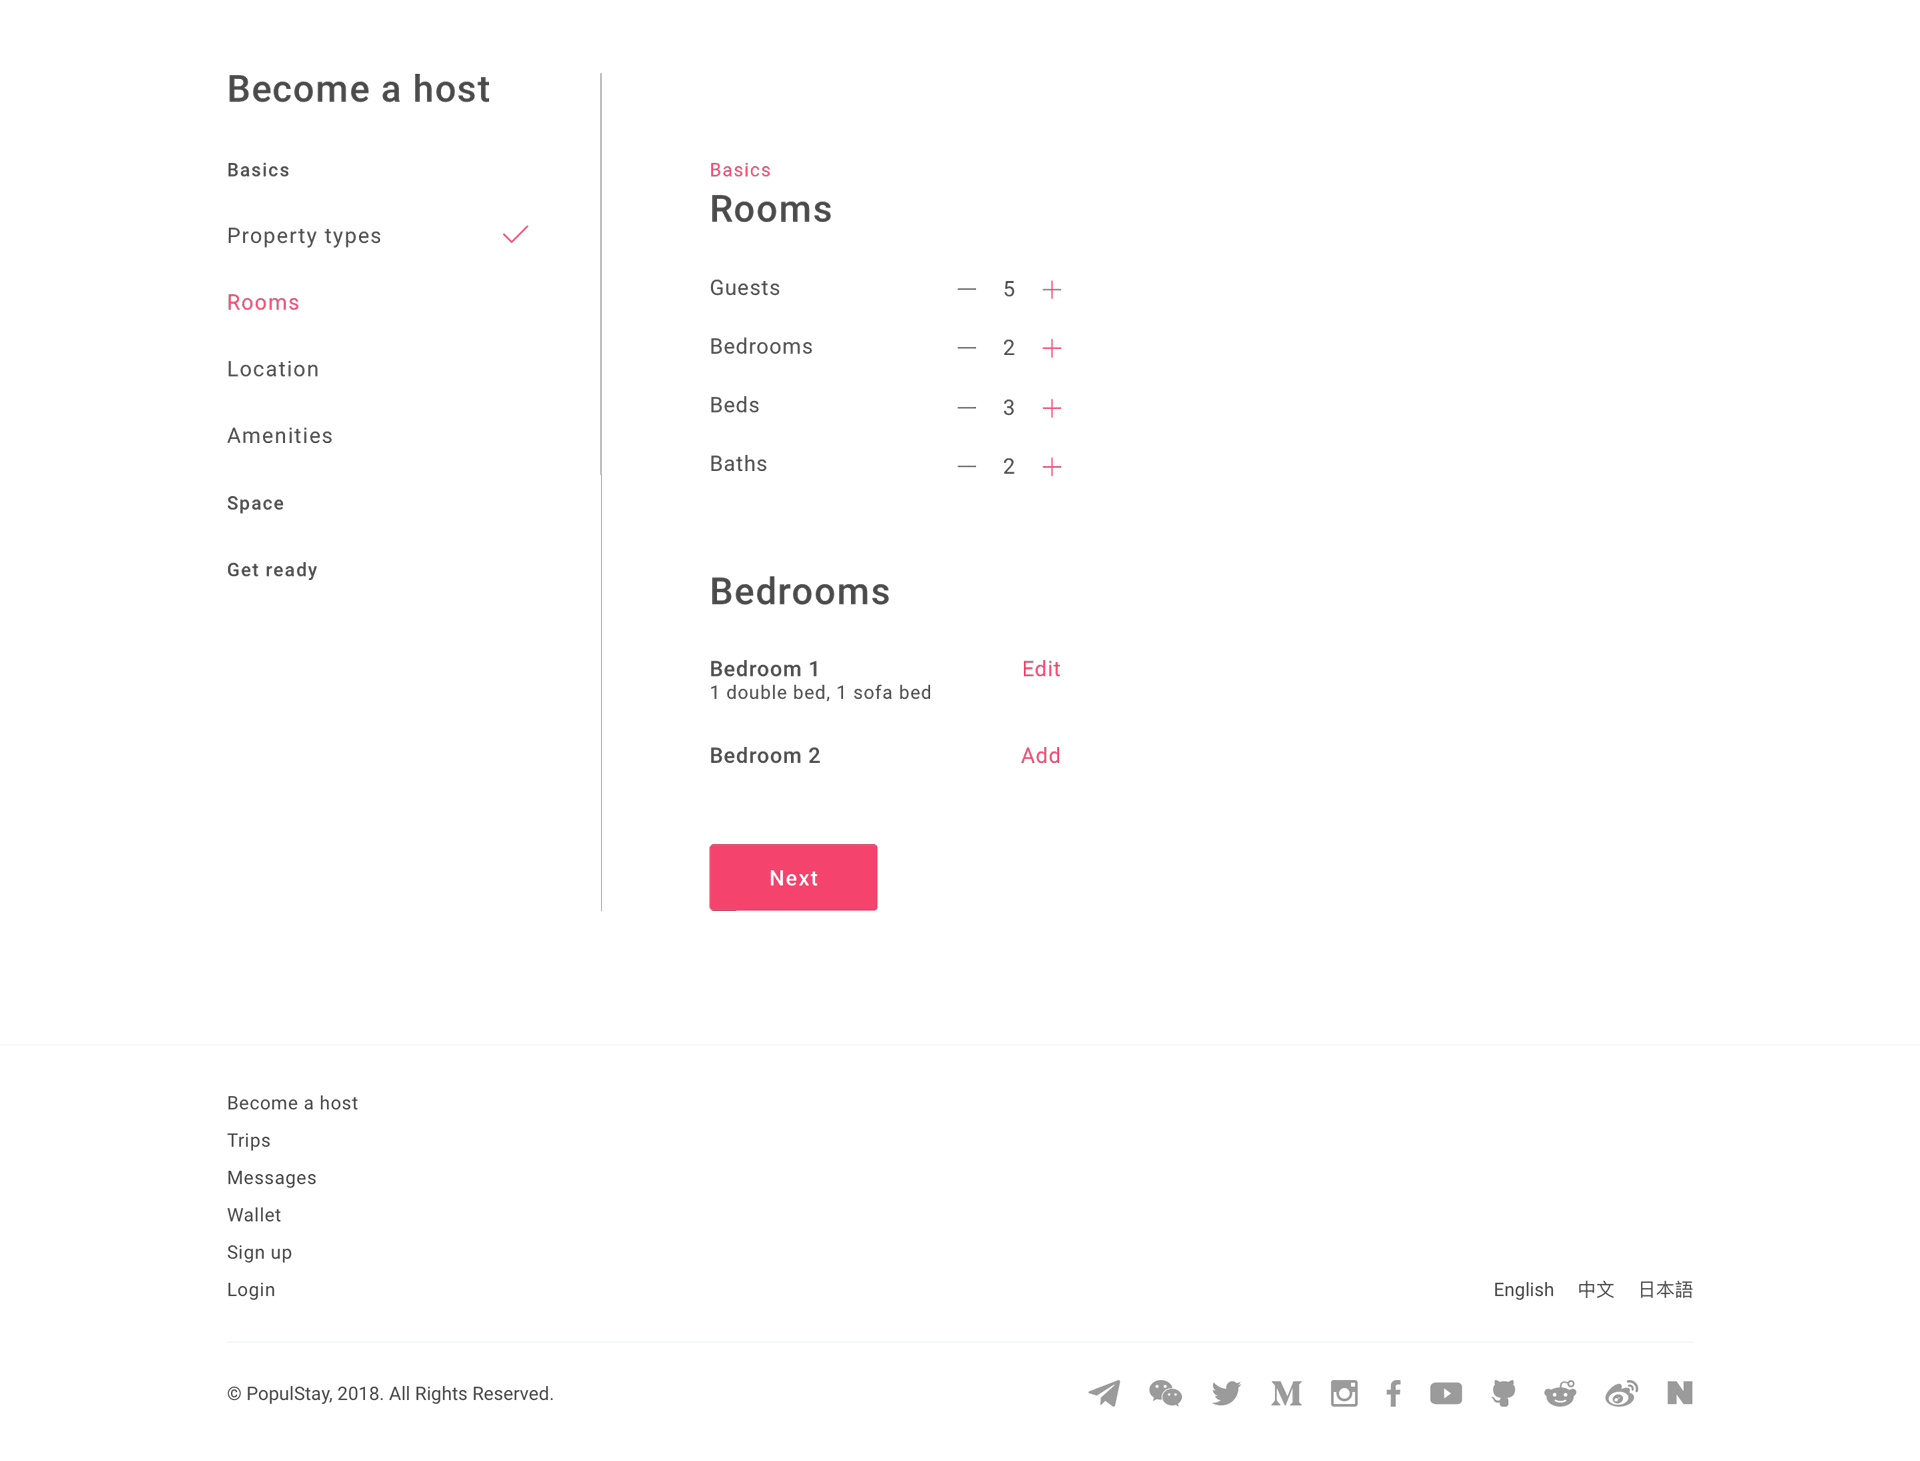 Become a host
Basics
Property types
Rooms
Location
Amenities
Space
Get ready
Basics
Rooms
Guests 5
Bedrooms 2
Beds 3
Baths 2
Bedrooms
Bedroom 1 Edit
1 double bed, 1 sofa bed
Bedroom 2 Add
Next
Become a host
Trips
Messages
Wallet
Sign up
Login
English 中文 日本語
© PopulStay, 2018. All Rights Reserved.